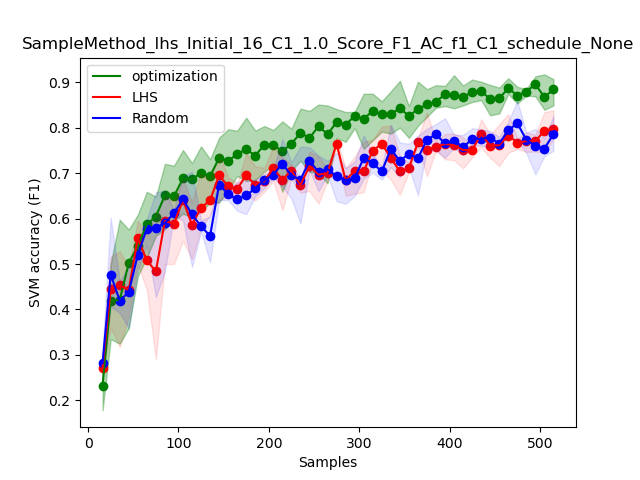 SampleMethod_lhs_Initial_16_C1_1.0_Score_F1_AC_f1_C1_schedule_None
optimization
LHS
Random
SVM accuracy (F1)
0.9
0.8
0.7
0.6
0.5
0.4
0.3
0.2
0 100 200 300 400 500
Samples